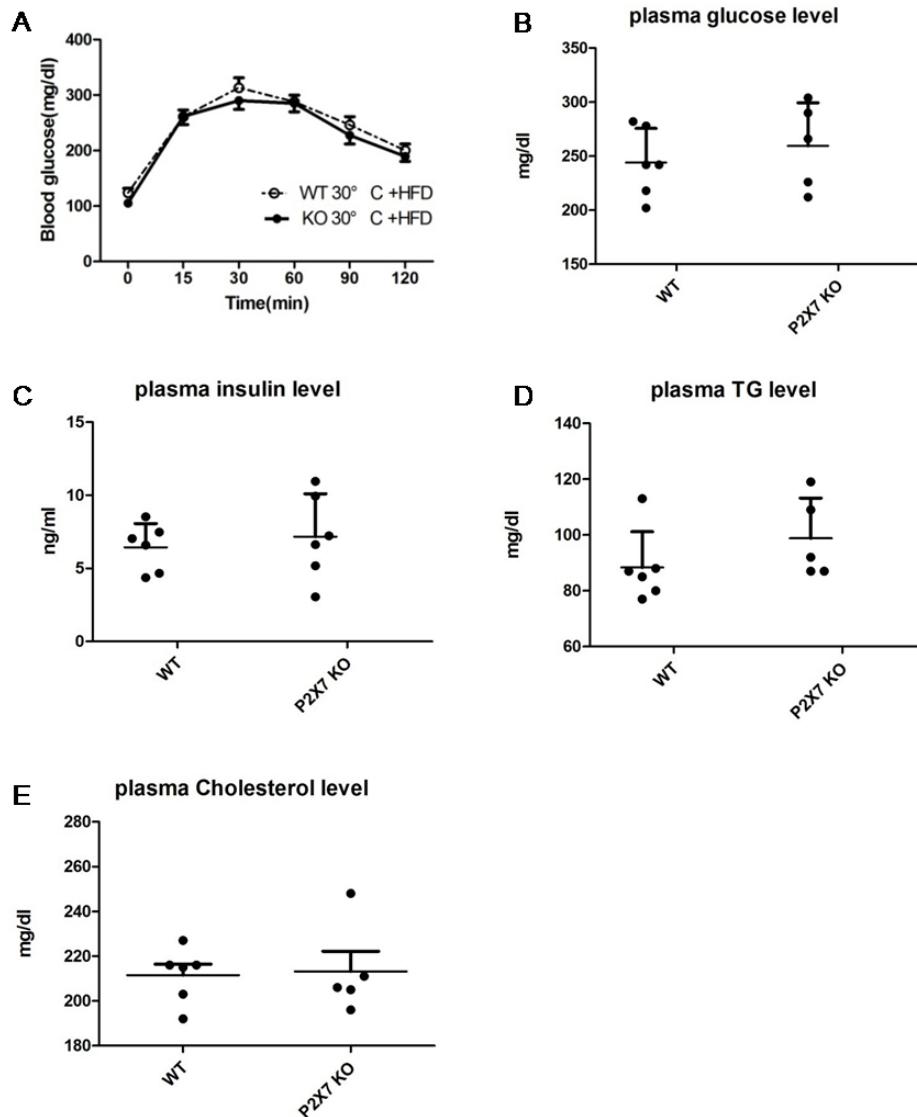 A
Blood glucose(mg/dl)
400
300
200
100
0
WT 30° C +HFD
KO 30° C +HFD
0 15 30 60 90 120
Time(min)
B
plasma glucose level
mg/dl
350
300
250
200
150
WT
P2X7 KO
C
plasma insulin level
ng/ml
15
10
5
0
WT
P2X7 KO
D
plasma TG level
mg/dl
140
120
100
80
60
WT
P2X7 KO
E
plasma Cholesterol level
mg/dl
280
260
240
220
200
180
WT
P2X7 KO